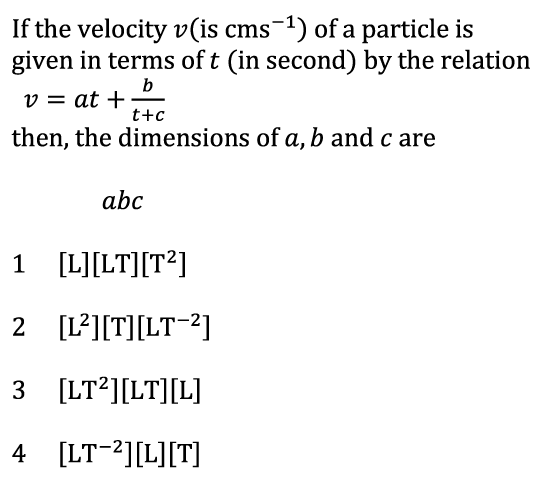 If the velocity v(is cms⁻¹) of a particle is
given in terms of t (in second) by the relation
v = at + b/(t+c)
then, the dimensions of a, b and c are
abc
1 [L][LT][T²]
2 [L²][T][LT⁻²]
3 [LT²][LT][L]
4 [LT⁻²][L][T]